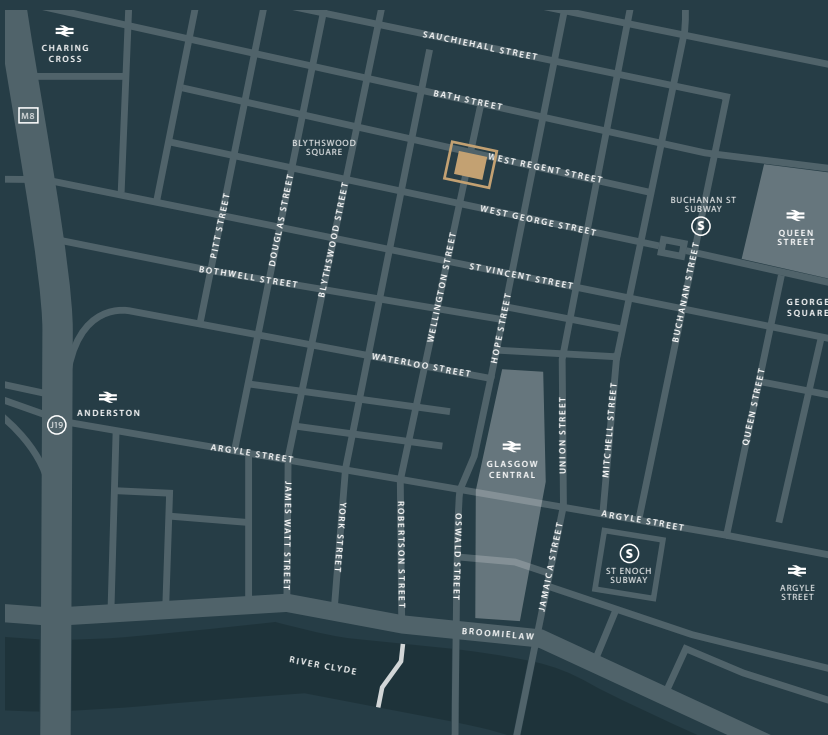 CHARING
CROSS
SAUCHIEHALL STREET
M8
BATH STREET
BLYTHSWOOD
SQUARE
WEST REGENT STREET
BUCHANAN ST
SUBWAY
S
QUEEN
STREET
WEST GEORGE STREET
PITT STREET
DOUGLAS STREET
BLYTHSWOOD STREET
BOTHWELL STREET
WELLINGTON STREET
ST VINCENT STREET
HOPE STREET
BUCHANAN STREET
GEORGE
SQUARE
WATERLOO STREET
ANDERSTON
J19
ARGYLE STREET
GLASGOW
CENTRAL
UNION STREET
MITCHELL STREET
QUEEN STREET
JAMES WATT STREET
YORK STREET
ROBERTSON STREET
OSWALD STREET
JAMAICA STREET
ARGYLE STREET
S
ST ENOCH
SUBWAY
ARGYLE
STREET
BROOMIELAW
RIVER CLYDE